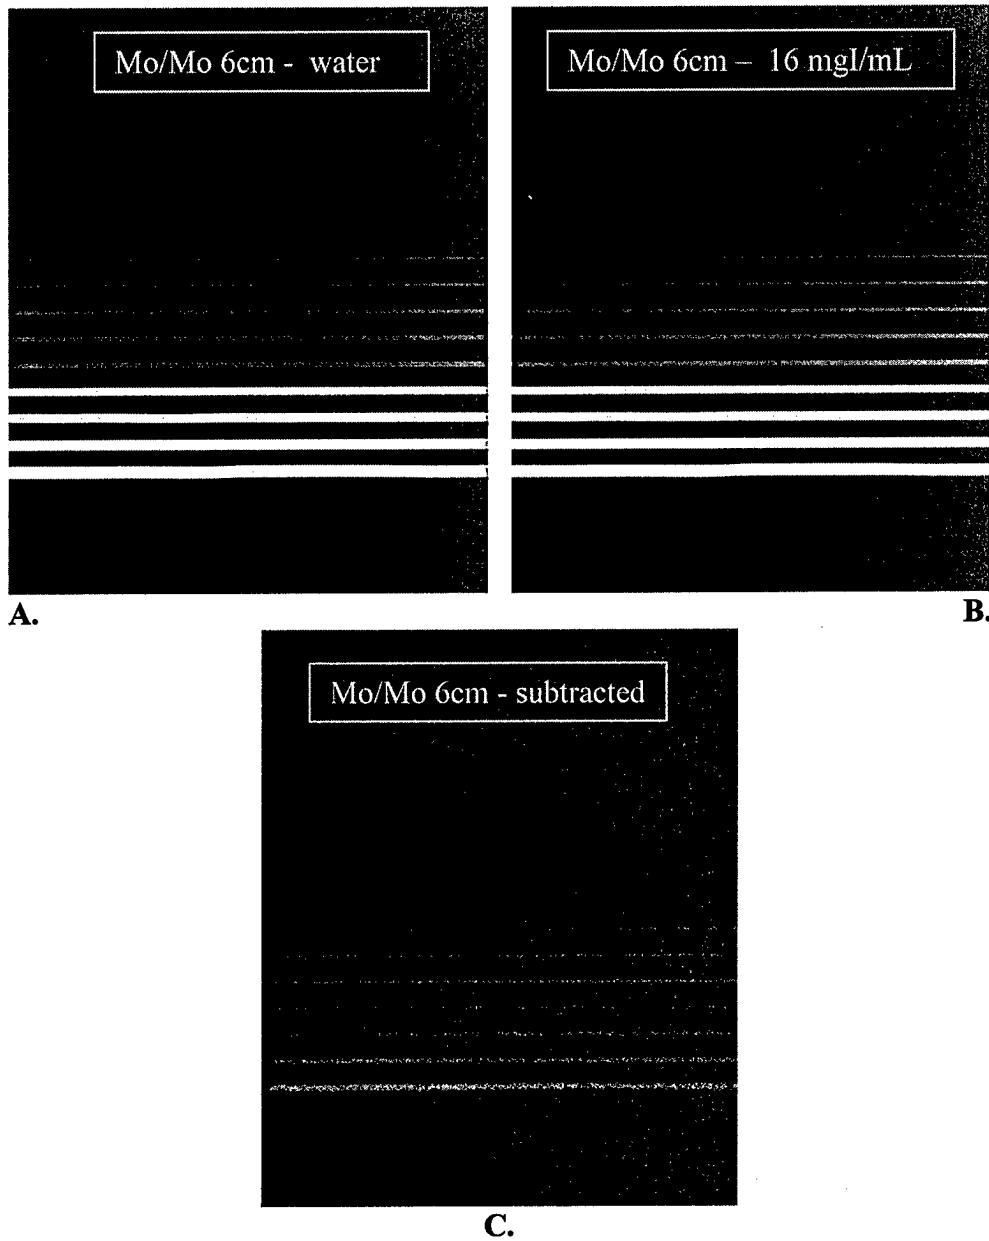 Mo/Mo 6cm - water
Mo/Mo 6cm – 16 mgI/mL
A.
B.
Mo/Mo 6cm - subtracted
C.